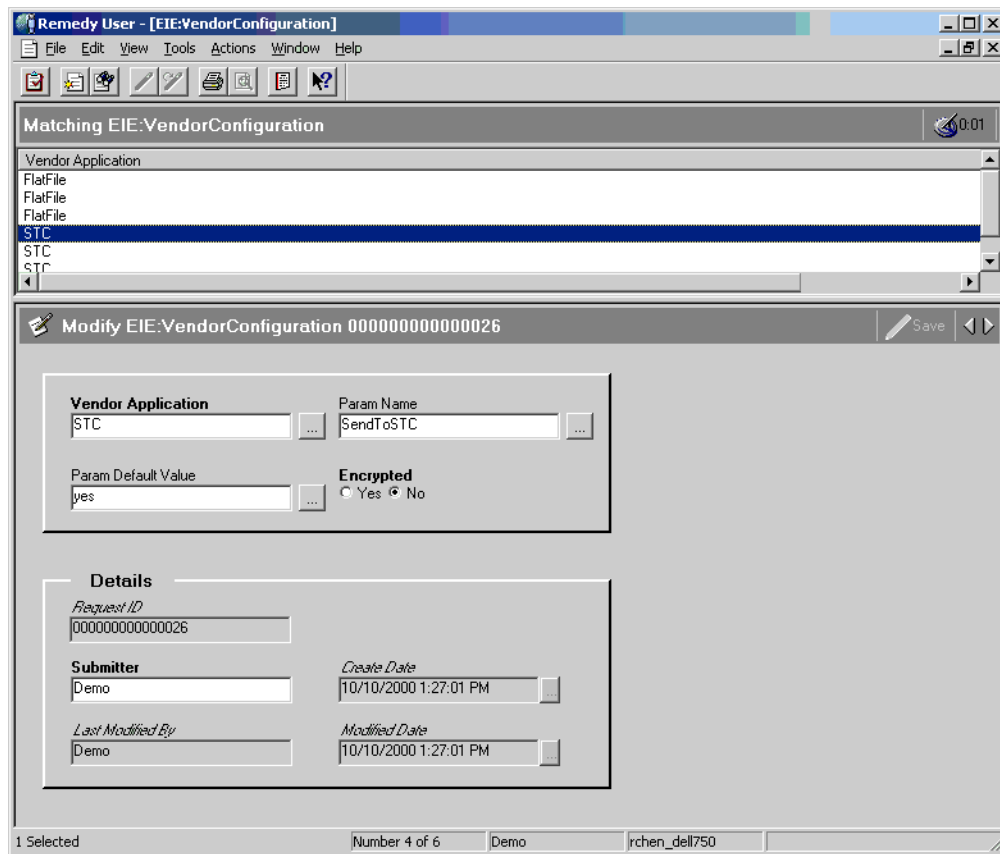 Remedy User - [EIE:VendorConfiguration]
File Edit View Tools Actions Window Help
Matching EIE:VendorConfiguration 0:01
Vendor Application
FlatFile
FlatFile
FlatFile
STC
STC
STC
Modify EIE:VendorConfiguration 000000000000026 Save
Vendor Application Param Name
STC ... SendToSTC ...
Param Default Value Encrypted
yes ... Yes No
Details
Request ID
000000000000026
Submitter Create Date
Demo 10/10/2000 1:27:01 PM ...
Last Modified By Modified Date
Demo 10/10/2000 1:27:01 PM ...
1 Selected Number 4 of 6 Demo rchen_dell750